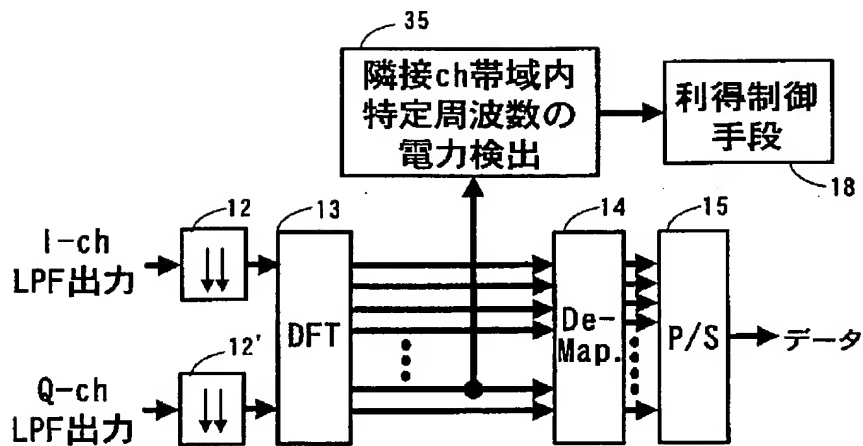 35
隣接ch帯域内
特定周波数の
電力検出
利得制御
手段
18
12
13
14
15
I-ch
LPF出力
DFT
De-
Map.
P/S
データ
12'
Q-ch
LPF出力